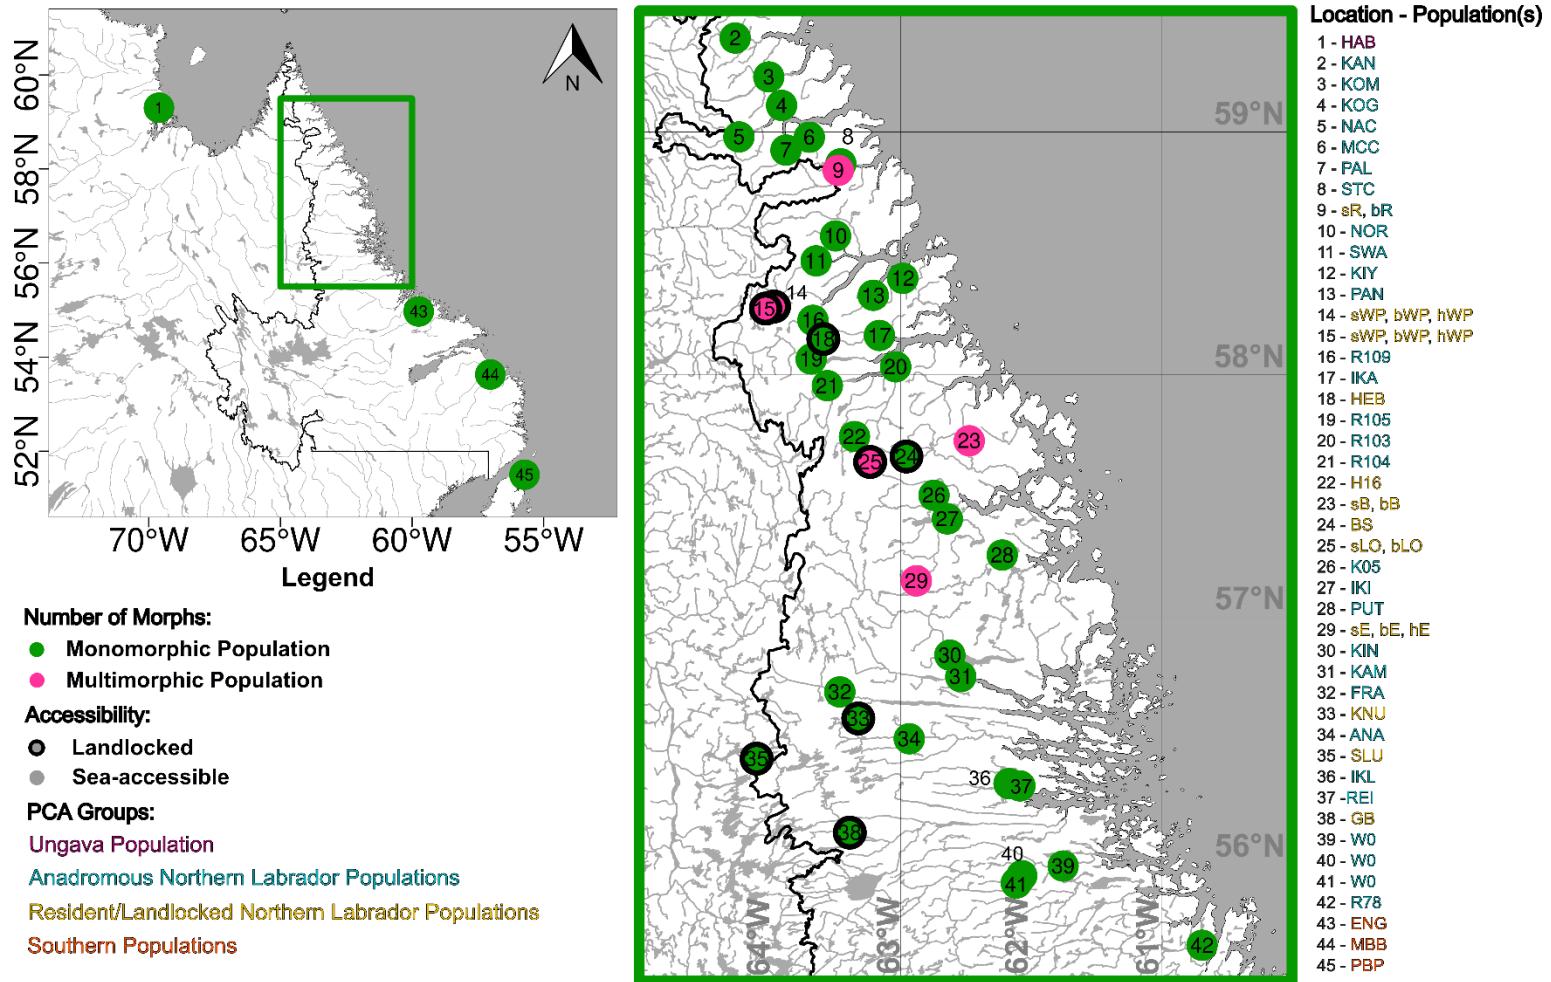 60°N
58°N
56°N
54°N
52°N
70°W
65°W
60°W
55°W
N
1
43
44
45
Legend
Number of Morphs:
Monomorphic Population
Multimorphic Population
Accessibility:
Landlocked
Sea-accessible
PCA Groups:
Ungava Population
Anadromous Northern Labrador Populations
Resident/Landlocked Northern Labrador Populations
Southern Populations
2
3
4
59°N
5
6
8
7
9
10
11
12
13
14
15
16
17
18
19
58°N
20
21
22
23
24
25
26
27
28
29
57°N
30
31
32
33
34
35
36
37
38
56°N
40
39
41
42
64°W
63°W
62°W
61°W
Location - Population(s)
1 - HAB
2 - KAN
3 - KOM
4 - KOG
5 - NAC
6 - MCC
7 - PAL
8 - STC
9 - sR, bR
10 - NOR
11 - SWA
12 - KIY
13 - PAN
14 - sWP, bWP, hWP
15 - sWP, bWP, hWP
16 - R109
17 - IKA
18 - HEB
19 - R105
20 - R103
21 - R104
22 - H16
23 - sB, bB
24 - BS
25 - sLO, bLO
26 - K05
27 - IKI
28 - PUT
29 - sE, bE, hE
30 - KIN
31 - KAM
32 - FRA
33 - KNU
34 - ANA
35 - SLU
36 - IKL
37 -REI
38 - GB
39 - W0
40 - W0
41 - W0
42 - R78
43 - ENG
44 - MBB
45 - PBP